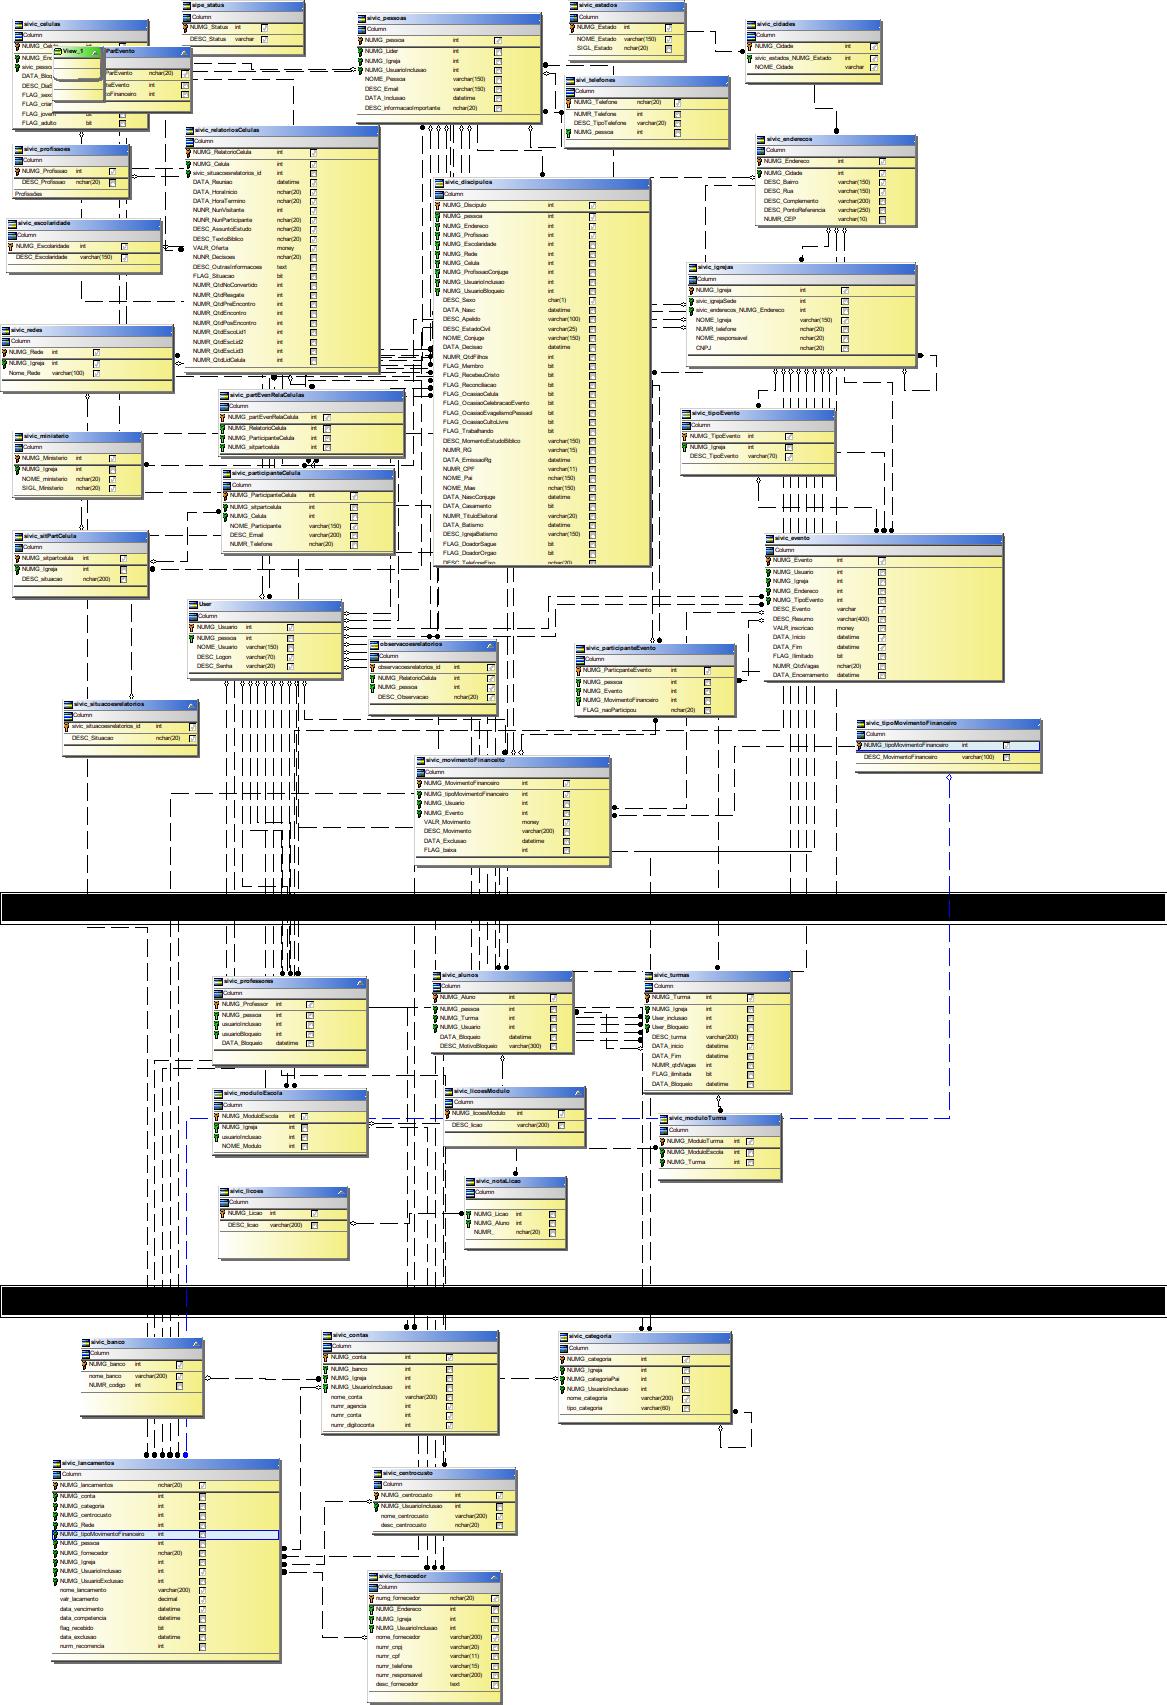 sipe_status
Column
NUMG_Status int
DESC_Status varchar
sivic_celulas
Column
View_1
ParEvento
nchar(20)
FLAG_adulto bit
sivic_pessoas
Column
NUMG_pessoa int
NUMG_Lider int
NUMG_Igreja int
NUMG_UsuarioInclusao int
NOME_Pessoa varchar(150)
DESC_Email varchar(150)
DATA_Inclusao datetime
DESC_informacaoImportante nchar(20)
sivic_estados
Column
NUMG_Estado int
NOME_Estado varchar(150)
SIGL_Estado nchar(20)
sivic_cidades
Column
NUMG_Cidade int
sivic_estados_NUMG_Estado int
NOME_Cidade varchar
sivi_telefones
Column
NUMG_Telefone nchar(20)
NUMR_Telefone int
DESC_TipoTelefone varchar(20)
NUMG_pessoa int
sivic_profissoes
Column
NUMG_Profissao int
DESC_Profissao nchar(20)
Profissões
sivic_relatoriosCelulas
Column
NUMG_RelatorioCelula int
NUMG_Celula int
sivic_situacoesrelatorios_id int
DATA_Reuniao datetime
DATA_HoraInicio nchar(20)
DATA_HoraTermino nchar(20)
NUNR_NunVisitante int
NUNR_NunParticipante nchar(20)
DESC_AssuntoEstudo nchar(20)
DESC_TextoBiblico nchar(20)
VALR_Oferta money
NUNR_Decisoes nchar(20)
DESC_OutrasInformacoes text
FLAG_Situacao bit
NUMR_QtdNoConvertido int
NUMR_QtdResgate int
NUMR_QtdPreEncontro int
NUMR_QtdEncontro int
NUMR_QtdPosEncontro int
NUMR_QtdEscoLid1 int
NUMR_QtdEscLid2 int
NUMR_QtdEscLid3 int
NUMR_QtdLidCelula int
sivic_enderecos
Column
NUMG_Endereco int
NUMG_Cidade int
DESC_Bairro varchar(150)
DESC_Rua varchar(150)
DESC_Complemento varchar(200)
DESC_PontoReferencia varchar(250)
NUMR_CEP varchar(10)
sivic_discipulos
Column
NUMG_Discipulo int
NUMG_pessoa int
NUMG_Endereco int
NUMG_Profissao int
NUMG_Escolaridade int
NUMG_Rede int
NUMG_Celula int
NUMG_ProfissaoConjuge int
NUMG_UsuarioInclusao int
NUMG_UsuarioBloqueio int
DESC_Sexo char(1)
DATA_Nasc datetime
DESC_Apelido varchar(100)
DESC_EstadoCivil varchar(25)
NOME_Conjuge varchar(150)
DATA_Decisao datetime
NUMR_QtdFilhos int
FLAG_Membro bit
FLAG_RecebeuCristo bit
FLAG_Reconciliacao bit
FLAG_OcasiaoCelula bit
FLAG_OcasiaoCelebracaoEvento bit
FLAG_OcasiaoEvagelismoPessaol bit
FLAG_OcasiaoCultoLivre bit
FLAG_Trabalhando bit
DESC_MomentoEstudoBiblico varchar(150)
NUMR_RG varchar(15)
DATA_EmissaoRg datetime
NUMR_CPF varchar(11)
NOME_Pai nchar(150)
NOME_Mae nchar(150)
DATA_NascConjuge datetime
DATA_Casamento bit
NUMR_TituloEleitoral varchar(20)
DATA_Batismo datetime
DESC_IgrejaBatismo varchar(150)
FLAG_DoadorSague bit
FLAG_DoadorOrgao bit
DESC_TelefoneFixo nchar(20)
sivic_escolaridade
Column
NUMG_Escolaridade int
DESC_Escolaridade varchar(150)
sivic_igrejas
Column
NUMG_Igreja int
sivic_igrejaSede int
sivic_enderecos_NUMG_Endereco int
NOME_Igreja varchar(150)
NUMR_telefone nchar(20)
NOME_responsavel nchar(20)
CNPJ nchar(20)
sivic_redes
Column
NUMG_Rede int
NUMG_Igreja int
Nome_Rede varchar(100)
sivic_partEvenRelaCelulas
Column
NUMG_partEvenRelaCelula int
NUMG_RelatorioCelula int
NUMG_ParticipanteCelula int
NUMG_sitpartcelula int
sivic_tipoEvento
Column
NUMG_TipoEvento int
NUMG_Igreja int
DESC_TipoEvento varchar(70)
sivic_ministerio
Column
NUMG_Ministerio int
NUMG_Igreja int
NOME_ministerio nchar(20)
SIGL_Ministerio nchar(20)
sivic_participanteCelula
Column
NUMG_ParticipanteCelula int
NUMG_sitpartcelula int
NUMG_Celula int
NOME_Participante varchar(150)
DESC_Email varchar(200)
NUMR_Telefone nchar(20)
sivic_sitPartCelula
Column
NUMG_sitpartcelula int
NUMG_Igreja int
DESC_situacao nchar(200)
sivic_evento
Column
NUMG_Evento int
NUMG_Usuario int
NUMG_Igreja int
NUMG_Endereco int
NUMG_TipoEvento int
DESC_Evento varchar
DESC_Resumo varchar(400)
VALR_inscricao money
DATA_Inicio datetime
DATA_Fim datetime
FLAG_Ilimitado bit
NUMR_QtdVagas nchar(20)
DATA_Encerramento datetime
User
Column
NUMG_Usuario int
NUMG_pessoa int
NOME_Usuario varchar(150)
DESC_Logon varchar(70)
DESC_Senha varchar(20)
observacoesrelatorios
Column
observacoesrelatorios_id int
NUMG_RelatorioCelula int
NUMG_pessoa int
DESC_Observacao nchar(20)
sivic_participanteEvento
Column
NUMG_ParticpanteEvento int
NUMG_pessoa int
NUMG_Evento int
NUMG_MovimentoFinanceiro int
FLAG_naoParticipou int
sivic_situacoesrelatorios
Column
sivic_situacoesrelatorios_id int
DESC_Situacao nchar(20)
sivic_tipoMovimentoFinanceiro
Column
NUMG_tipoMovimentoFinanceiro int
DESC_MovimentoFinanceiro varchar(100)
sivic_movimentoFinanceito
Column
NUMG_MovimentoFinanceiro int
NUMG_tipoMovimentoFinanceiro int
NUMG_Usuario int
NUMG_Evento int
VALR_Movimento money
DESC_Movimento varchar(200)
DATA_Exclusao datetime
FLAG_baixa int
sivic_professores
Column
NUMG_Professor int
NUMG_pessoa int
usuarioInclusao int
usuarioBloqueio int
DATA_Bloqueio datetime
sivic_alunos
Column
NUMG_Aluno int
NUMG_pessoa int
NUMG_Turma int
NUMG_Usuario int
DATA_Bloqueio datetime
DESC_MotivoBloqueio varchar(300)
sivic_turmas
Column
NUMG_Turma int
NUMG_Igreja int
User_inclusao int
User_Bloqueio int
DESC_turma varchar(200)
DATA_inicio datetime
DATA_Fim datetime
NUMR_qtdVagas int
FLAG_ilimitada bit
DATA_Bloqueio datetime
sivic_moduloEscola
Column
NUMG_ModuloEscola int
NUMG_Igreja int
usuarioInclusao int
NOME_Modulo int
sivic_licoesModulo
Column
NUMG_licoesModulo int
DESC_licao varchar(200)
sivic_moduloTurma
Column
NUMG_ModuloTurma int
NUMG_ModuloEscola int
NUMG_Turma int
sivic_licoes
Column
NUMG_Licao int
DESC_licao varchar(200)
sivic_notaLicao
Column
NUMG_Licao int
NUMG_Aluno int
NUMR_ nchar(20)
sivic_banco
Column
NUMG_banco int
nome_banco varchar(200)
NUMR_codigo int
sivic_contas
Column
NUMG_conta int
NUMG_banco int
NUMG_Igreja int
NUMG_UsuarioInclusao int
nome_conta varchar(200)
numr_agencia int
numr_conta int
numr_digitoconta int
sivic_categoria
Column
NUMG_categoria int
NUMG_Igreja int
NUMG_categoriaPai int
NUMG_UsuarioInclusao int
nome_categoria varchar(200)
tipo_categoria varchar(60)
sivic_lancamentos
Column
NUMG_lancamentos nchar(20)
NUMG_conta int
NUMG_categoria int
NUMG_centrocusto int
NUMG_Rede int
NUMG_tipoMovimentoFinanceiro int
NUMG_pessoa int
NUMG_fornecedor nchar(20)
NUMG_Igreja int
NUMG_UsuarioInclusao int
NUMG_UsuarioExclusao int
nome_lancamento varchar(200)
valr_lacamento decimal
data_vencimento datetime
data_competencia datetime
flag_recebido bit
data_exclusao datetime
numr_recorrencia int
sivic_centrocusto
Column
NUMG_centrocusto int
NUMG_UsuarioInclusao int
nome_centrocusto varchar(200)
desc_centrocusto nchar(20)
sivic_fornecedor
Column
numg_fornecedor nchar(20)
NUMG_Endereco int
NUMG_Igreja int
NUMG_UsuarioInclusao int
nome_fornecedor varchar(200)
numr_cnpj varchar(20)
numr_cpf varchar(11)
numr_telefone varchar(15)
numr_responsavel varchar(200)
desc_fornecedor text